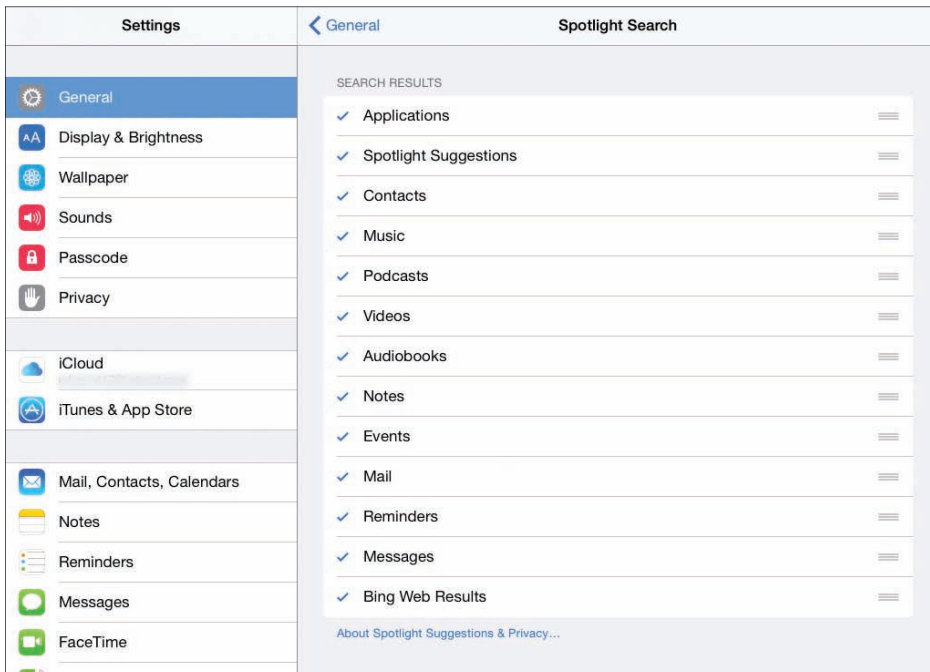 Settings
General
Display & Brightness
Wallpaper
Sounds
Passcode
Privacy
iCloud
iTunes & App Store
Mail, Contacts, Calendars
Notes
Reminders
Messages
FaceTime
General
Spotlight Search
SEARCH RESULTS
Applications
Spotlight Suggestions
Contacts
Music
Podcasts
Videos
Audiobooks
Notes
Events
Mail
Reminders
Messages
Bing Web Results
About Spotlight Suggestions & Privacy...